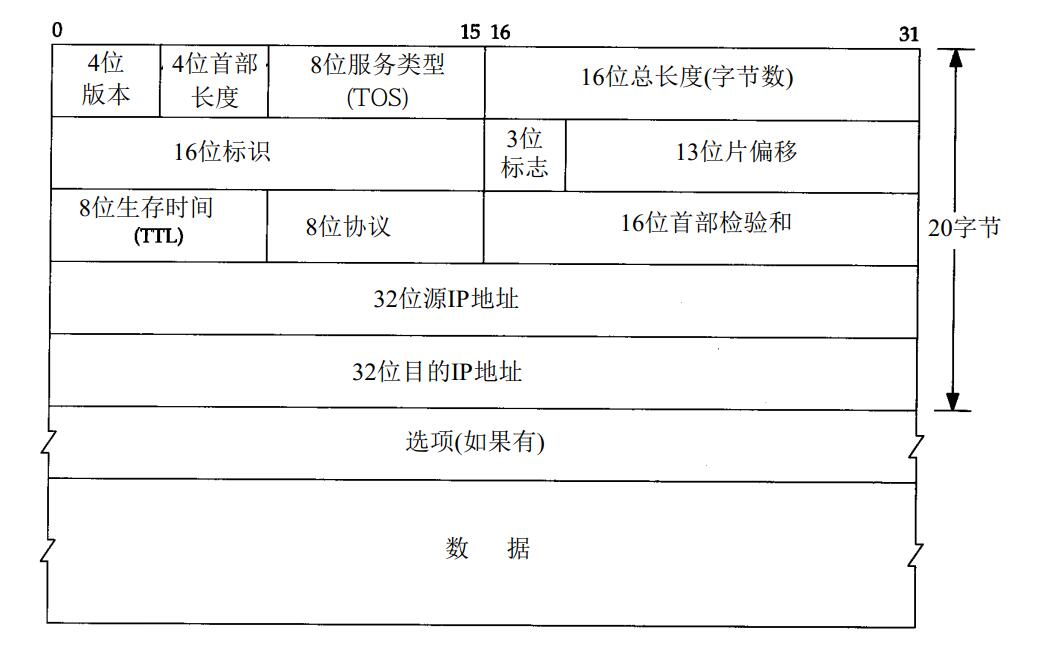 0 15 16 31
4位 4位首部 8位服务类型 16位总长度(字节数)
版本 长度 (TOS)
16位标识 3位 13位片偏移
标志
8位生存时间 8位协议 16位首部检验和 20字节
(TTL)
32位源IP地址
32位目的IP地址
选项(如果有)
数 据